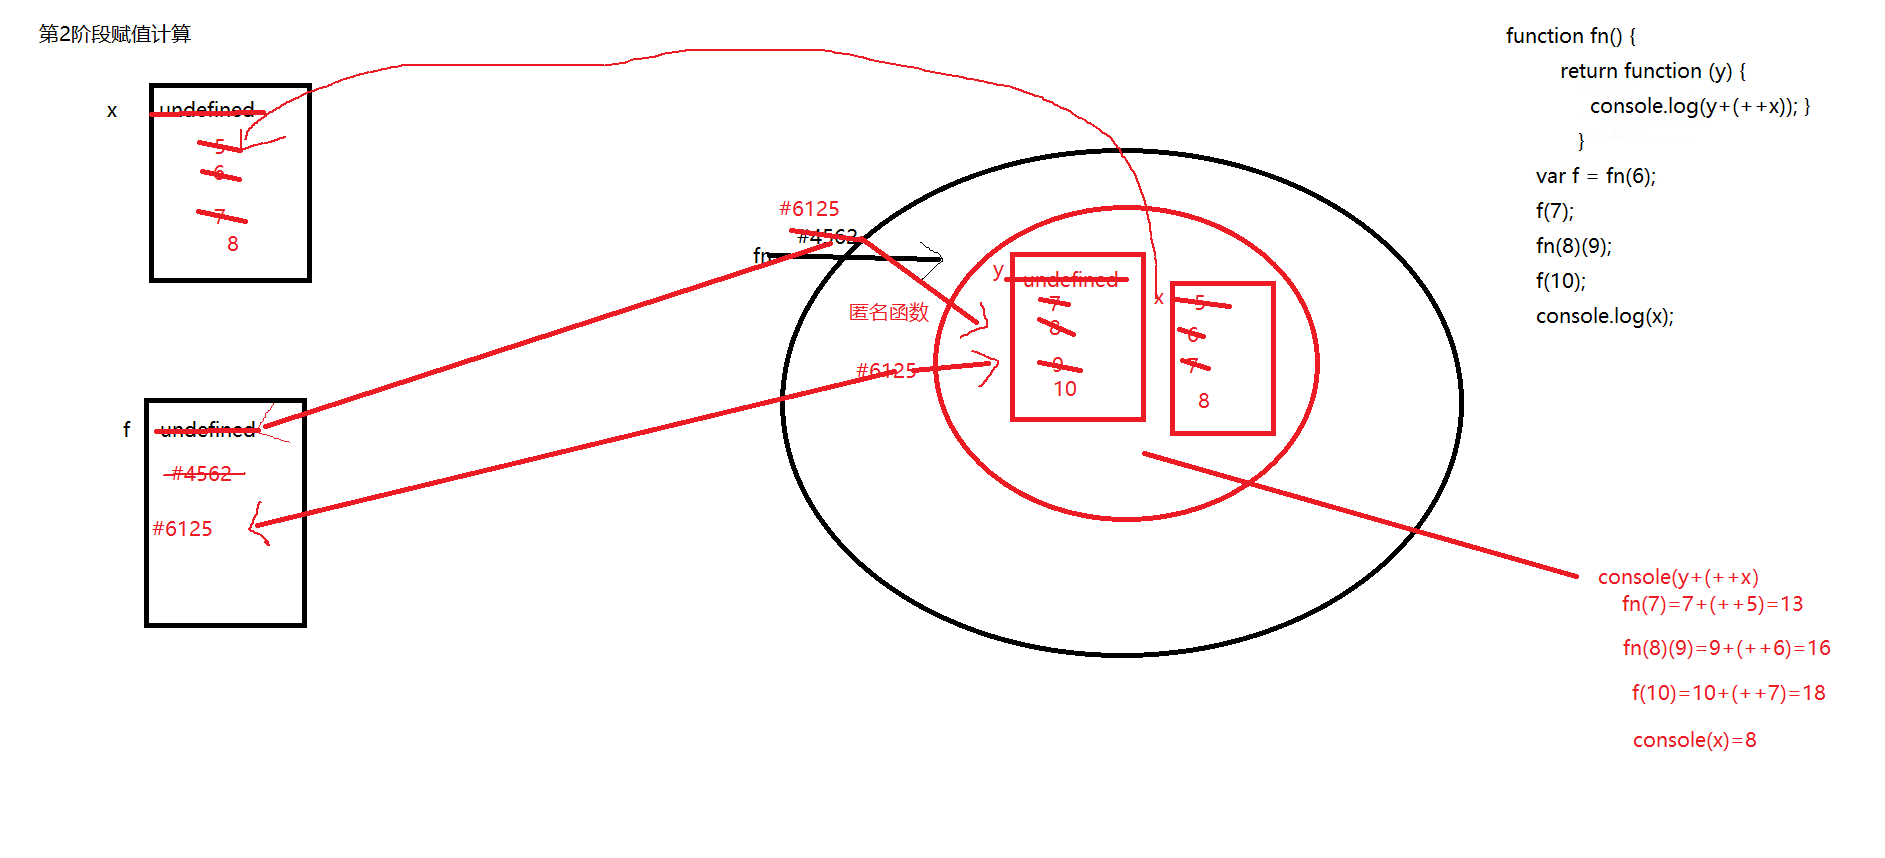 第2阶段赋值计算
x
undefined
5
6
7
8
f
undefined
#4562
#6125
#6125
#4562
fn
匿名函数
#6125
y
undefined
7
8
9
10
x
5
6
7
8
function fn() {
return function (y) {
console.log(y+(++x)); }
}
var f = fn(6);
f(7);
fn(8)(9);
f(10);
console.log(x);
console(y+(++x)
fn(7)=7+(++5)=13
fn(8)(9)=9+(++6)=16
f(10)=10+(++7)=18
console(x)=8